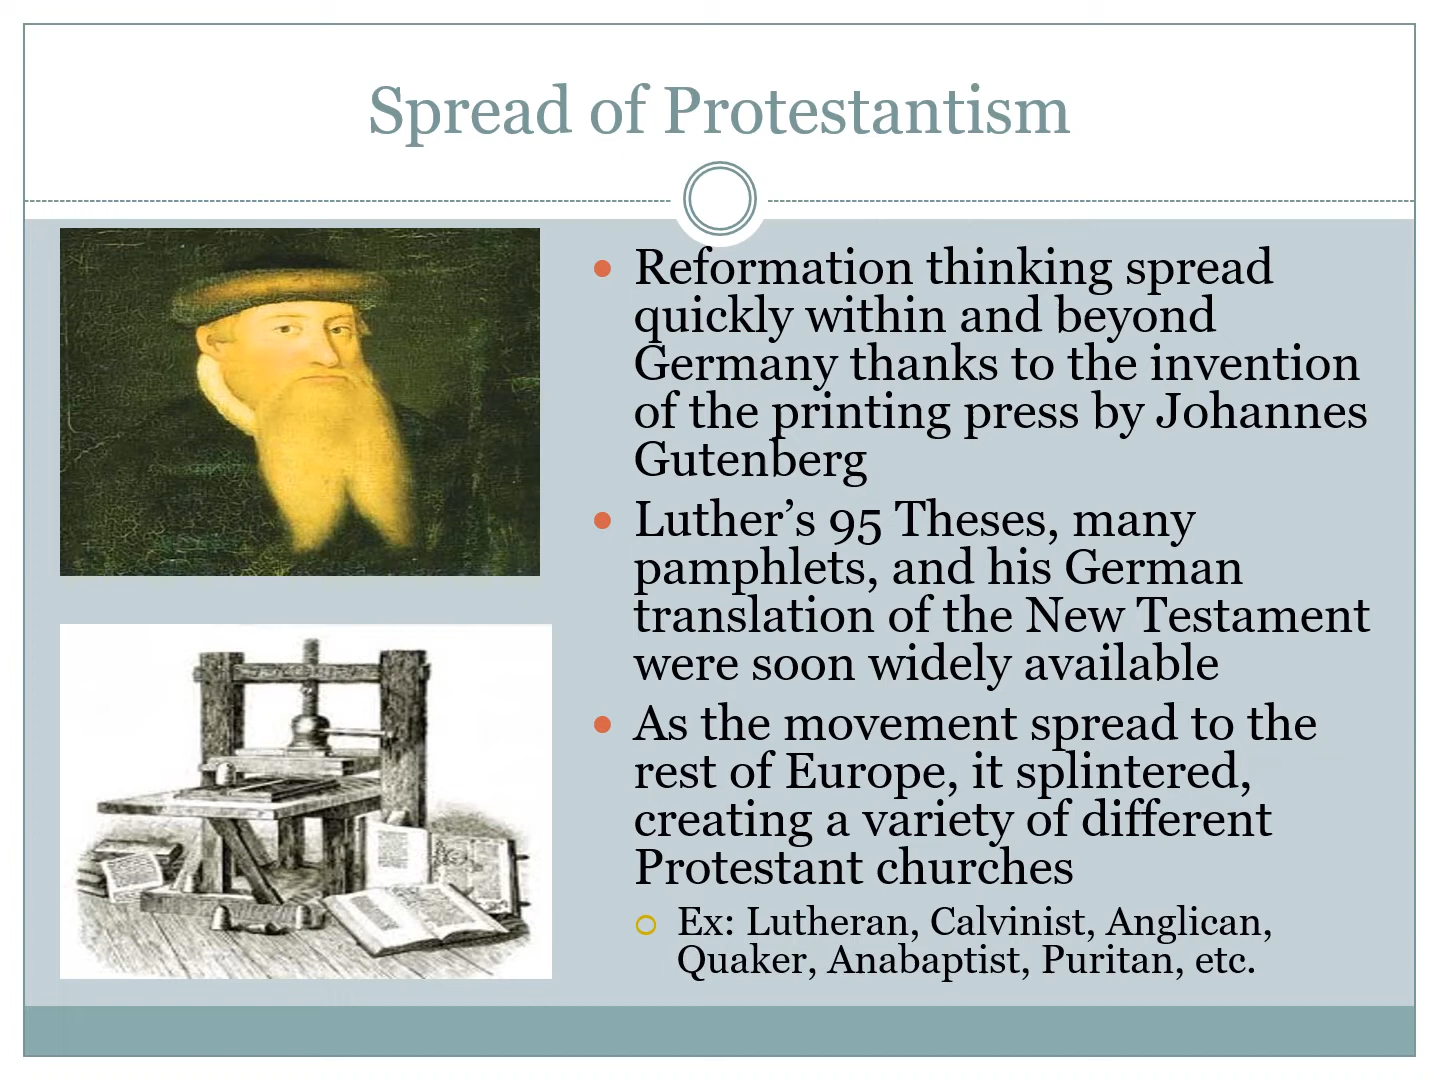 Spread of Protestantism
• Reformation thinking spread
quickly within and beyond
Germany thanks to the invention
of the printing press by Johannes
Gutenberg
• Luther’s 95 Theses, many
pamphlets, and his German
translation of the New Testament
were soon widely available
• As the movement spread to the
rest of Europe, it splintered,
creating a variety of different
Protestant churches
○ Ex: Lutheran, Calvinist, Anglican,
Quaker, Anabaptist, Puritan, etc.